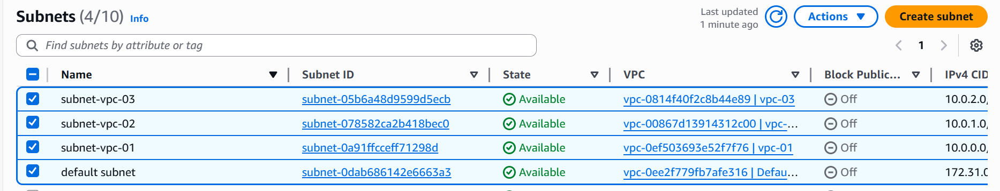 Subnets (4/10) Info
Last updated
1 minute ago
Actions
Create subnet
Find subnets by attribute or tag
1
Name Subnet ID State VPC Block Public... IPv4 CID
subnet-vpc-03 subnet-05b6a48d9599d5ecb Available vpc-0814f40f2c8b44e89 | vpc-03 Off 10.0.2.0/
subnet-vpc-02 subnet-078582ca2b418bec0 Available vpc-00867d13914312c00 | vpc-... Off 10.0.1.0/
subnet-vpc-01 subnet-0a91ffcceff71298d Available vpc-0ef503693e52f7f76 | vpc-01 Off 10.0.0.0/
default subnet subnet-0dab686142e6663a3 Available vpc-0ee2f779fb7afe316 | Defau... Off 172.31.0